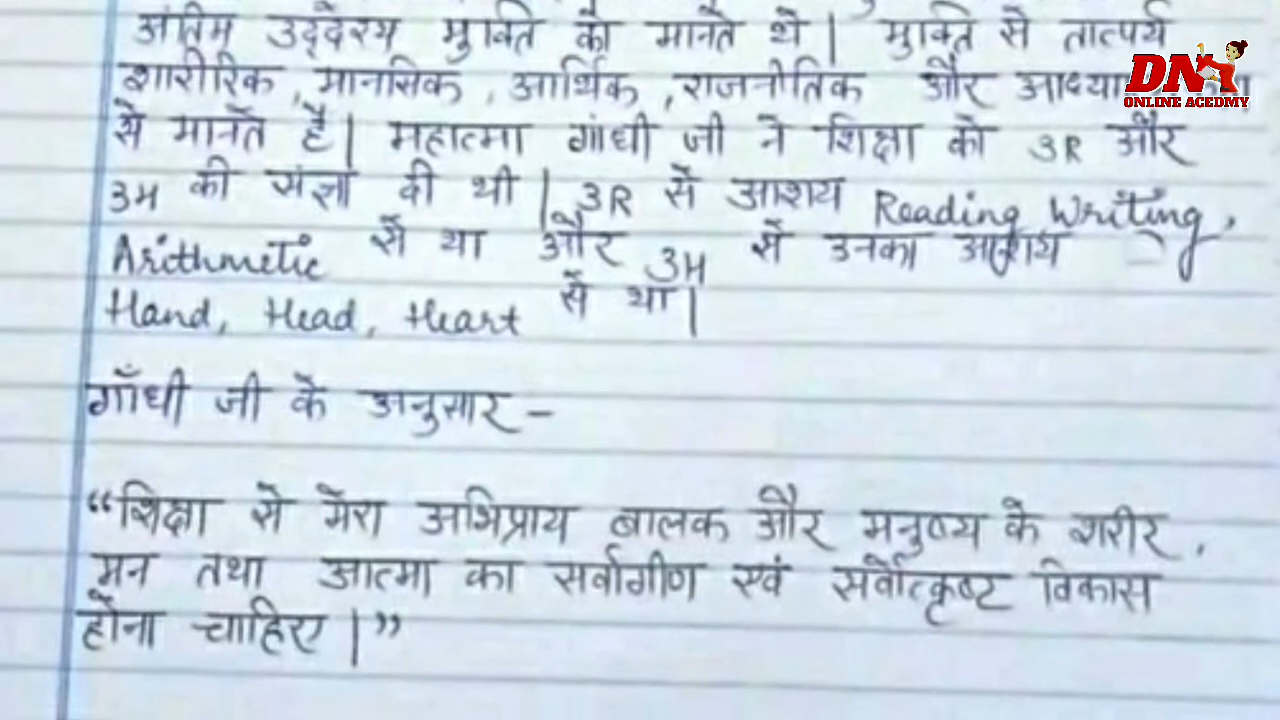 अंतिम उद्देश्य मुक्ति को मानते थे | मुक्ति से तात्पर्य
शारीरिक, मानसिक, आर्थिक, राजनीतिक और
से मानते है | महात्मा गांधी जी ने शिक्षा को 3R और
3H की संज्ञा दी थी | 3R से आशय Reading Writing,
Arithmetic से था और 3H से उनका आशय
Hand, Head, Heart से था |
गाँधी जी के अनुसार -
“शिक्षा से मेरा अभिप्राय बालक और मनुष्य के शरीर,
मन तथा आत्मा का सर्वांगीण एवं सर्वोत्कृष्ट विकास
होना चाहिए |”
DN
ONLINE ACEDMY